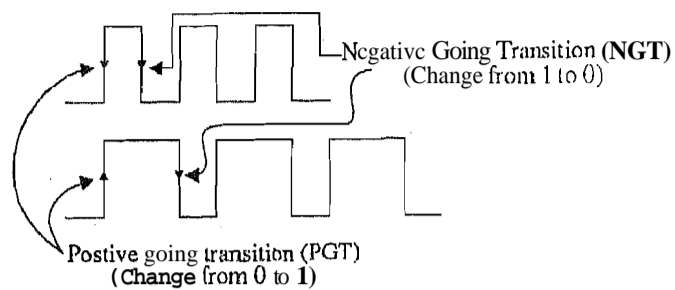 Negative Going Transition (NGT)
(Change from 1 to 0)
Postive going transition (PGT)
(Change from 0 to 1)